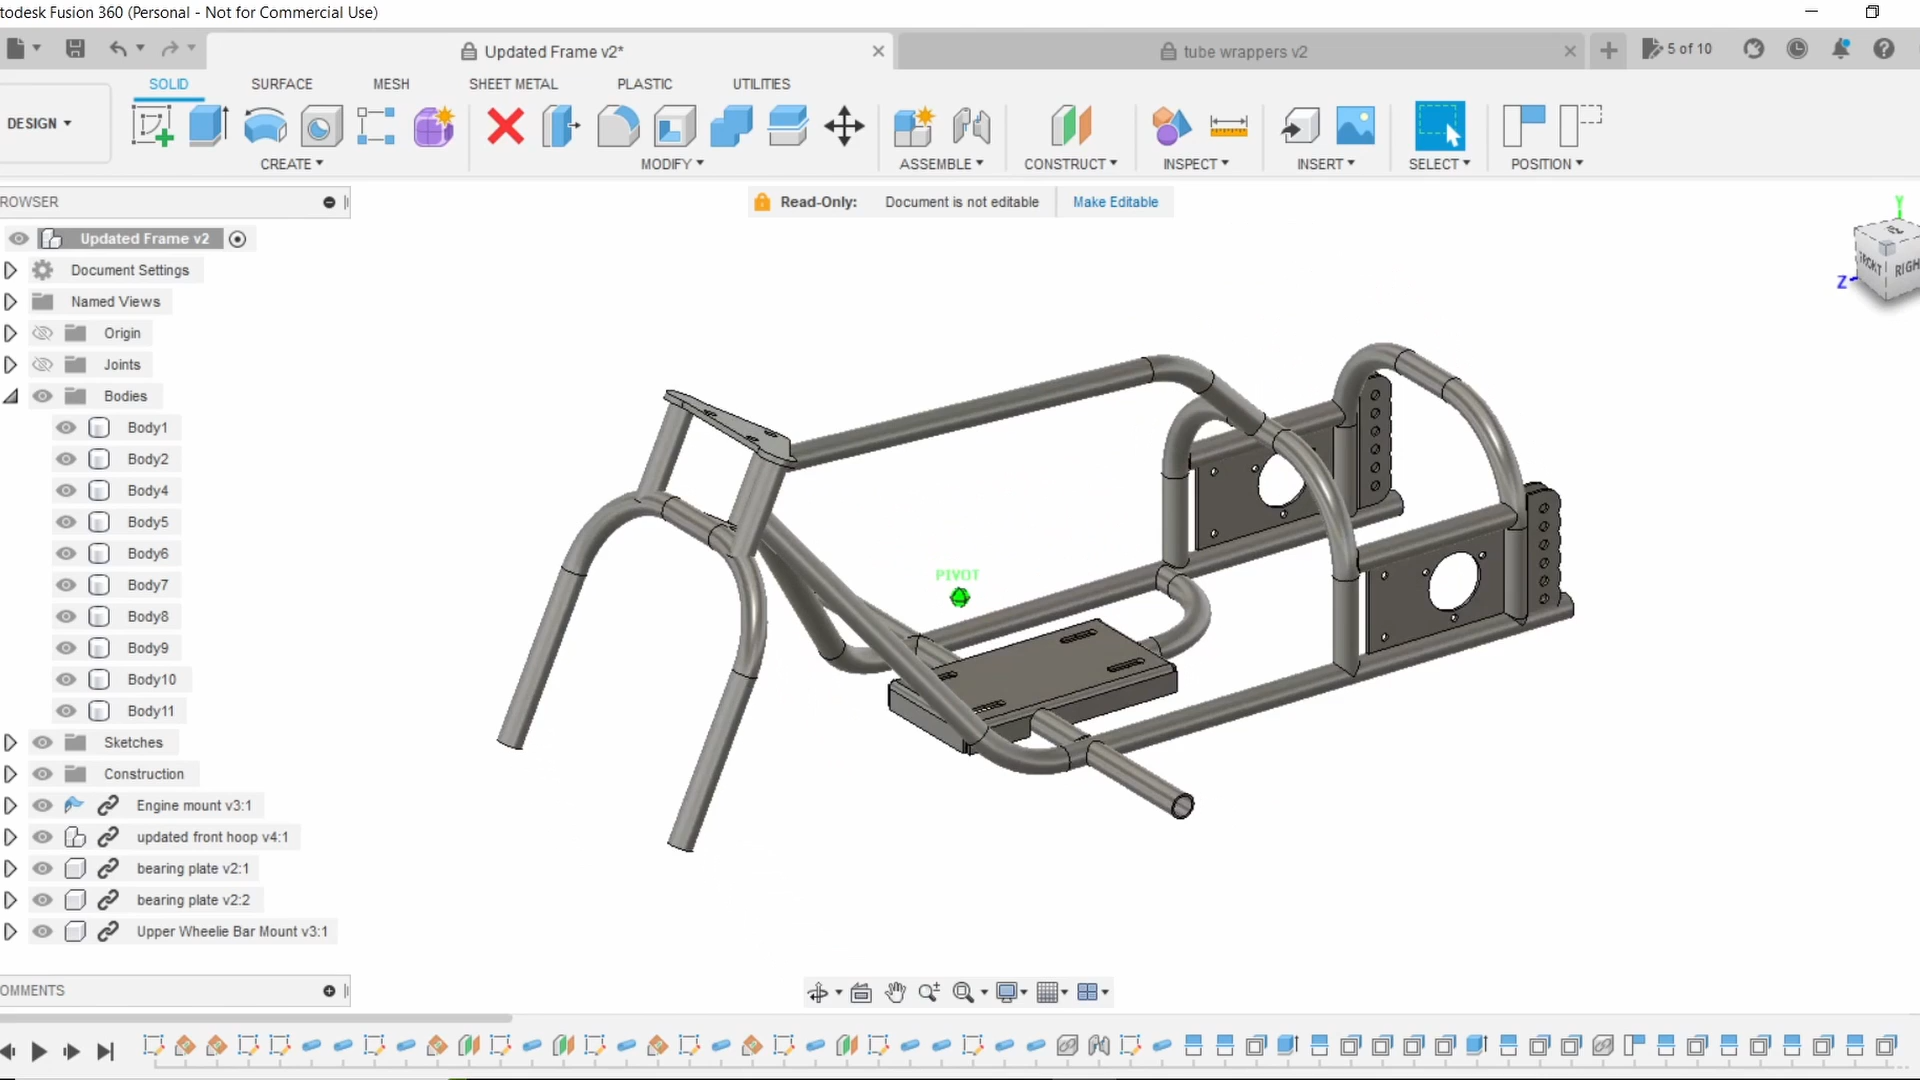 todesk Fusion 360 (Personal - Not for Commercial Use)
Updated Frame v2*
tube wrappers v2
5 of 10
SOLID SURFACE MESH SHEET METAL PLASTIC UTILITIES
DESIGN
CREATE MODIFY ASSEMBLE CONSTRUCT INSPECT INSERT SELECT POSITION
ROWSER
Read-Only: Document is not editable Make Editable
Y
Z
FRONT
RIGH
Updated Frame v2
Document Settings
Named Views
Origin
Joints
Bodies
Body1
Body2
Body4
Body5
Body6
Body7
Body8
Body9
Body10
Body11
Sketches
Construction
Engine mount v3:1
updated front hoop v4:1
bearing plate v2:1
bearing plate v2:2
Upper Wheelie Bar Mount v3:1
PIVOT
OMMENTS